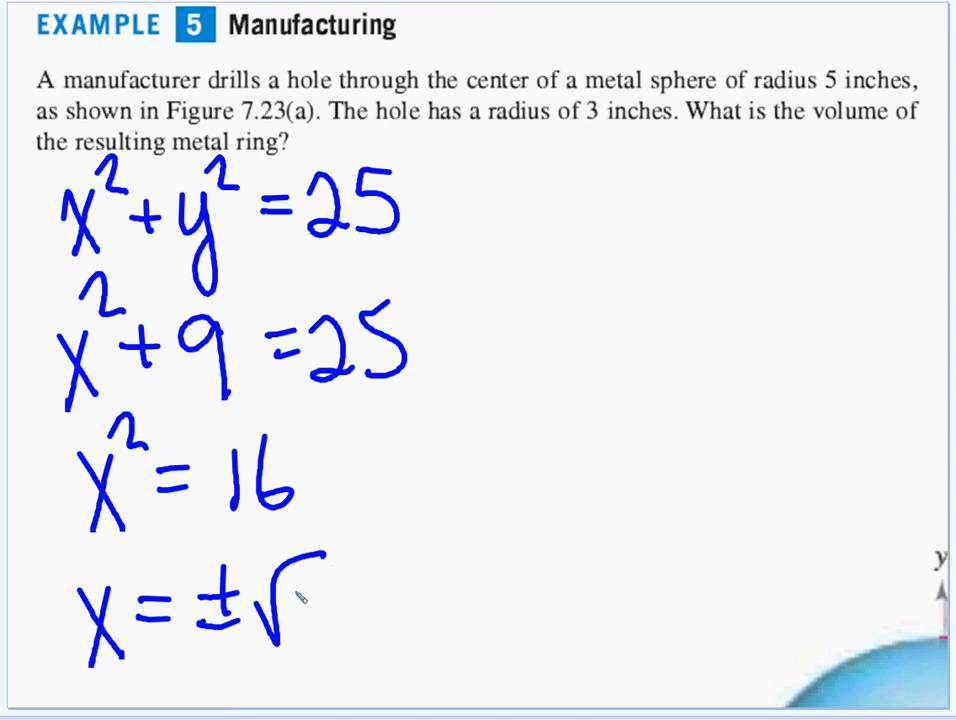 EXAMPLE 5 Manufacturing
A manufacturer drills a hole through the center of a metal sphere of radius 5 inches,
as shown in Figure 7.23(a). The hole has a radius of 3 inches. What is the volume of
the resulting metal ring?
x² + y² = 25
x² + 9 = 25
x² = 16
x = ±√
y